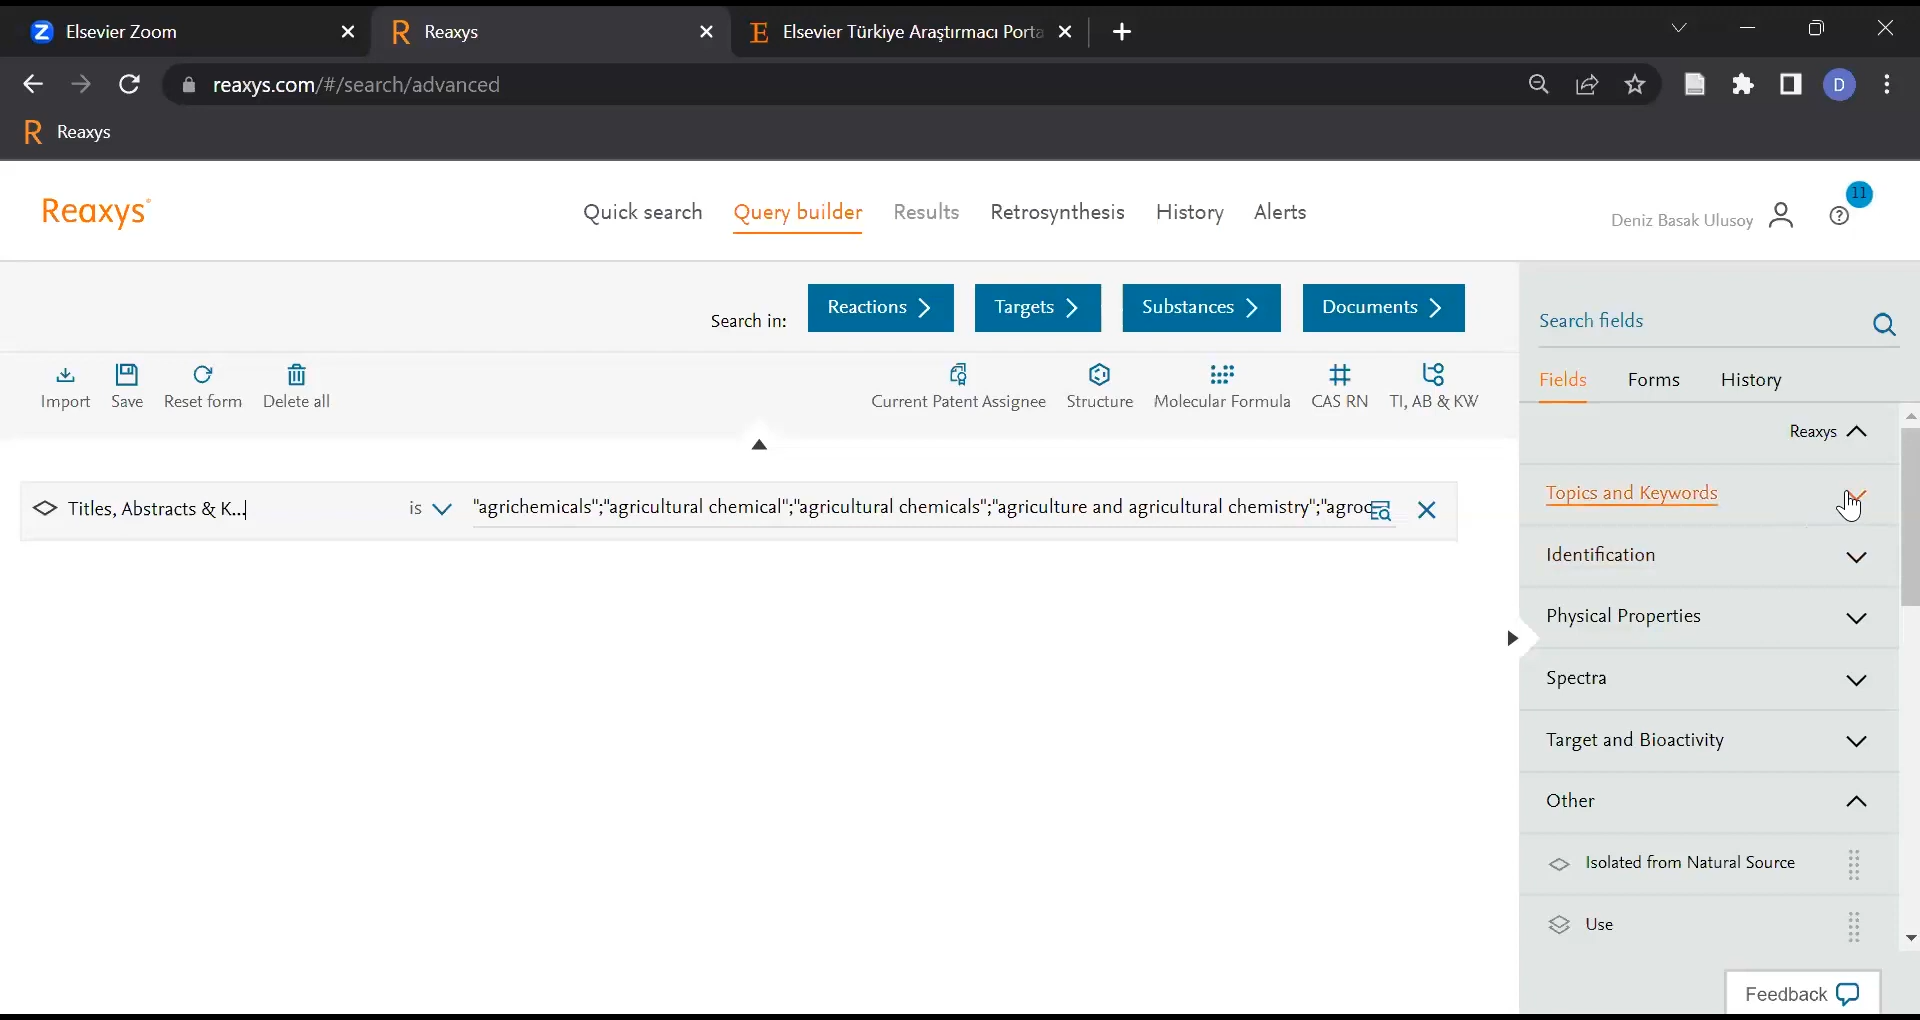 Elsevier Zoom
Reaxys
Elsevier Türkiye Araştırmacı Porta
reaxys.com/#/search/advanced
D
Reaxys
Reaxys
Quick search
Query builder
Results
Retrosynthesis
History
Alerts
Deniz Basak Ulusoy
11
Search in:
Reactions
Targets
Substances
Documents
Search fields
Import
Save
Reset form
Delete all
Current Patent Assignee
Structure
Molecular Formula
CAS RN
TI, AB & KW
Fields
Forms
History
Reaxys
Titles, Abstracts & K...
is
"agrichemicals";"agricultural chemical";"agricultural chemicals";"agriculture and agricultural chemistry";"agroc
Topics and Keywords
Identification
Physical Properties
Spectra
Target and Bioactivity
Other
Isolated from Natural Source
Use
Feedback